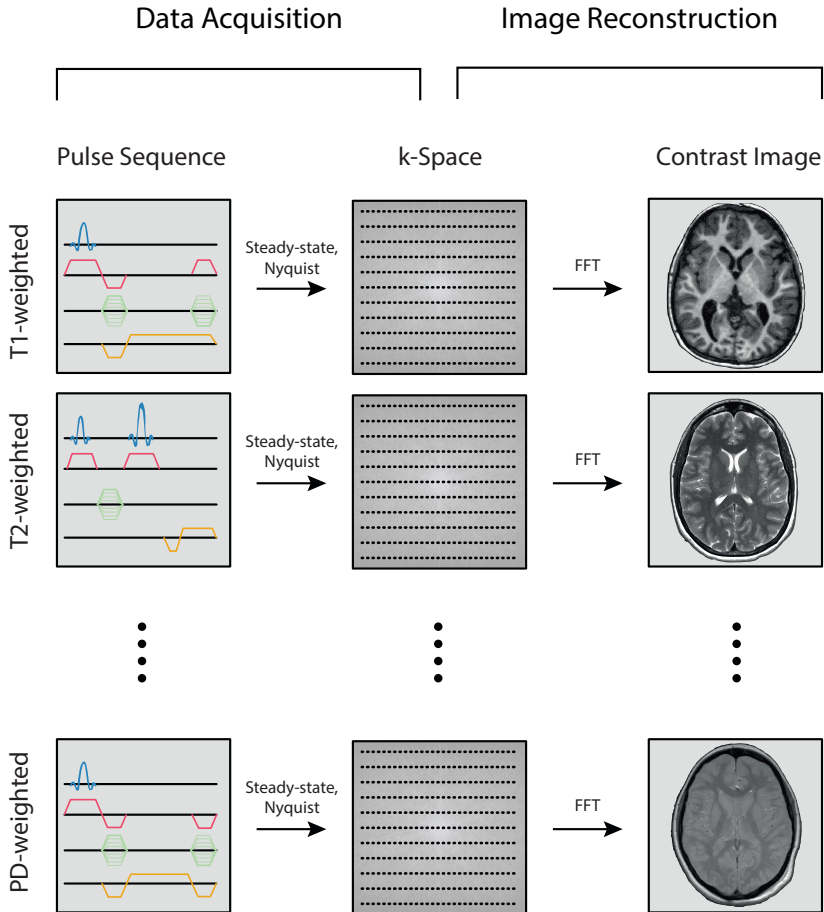 Data Acquisition
Image Reconstruction
Pulse Sequence
k-Space
Contrast Image
T1-weighted
Steady-state,
Nyquist
FFT
T2-weighted
Steady-state,
Nyquist
FFT
PD-weighted
Steady-state,
Nyquist
FFT